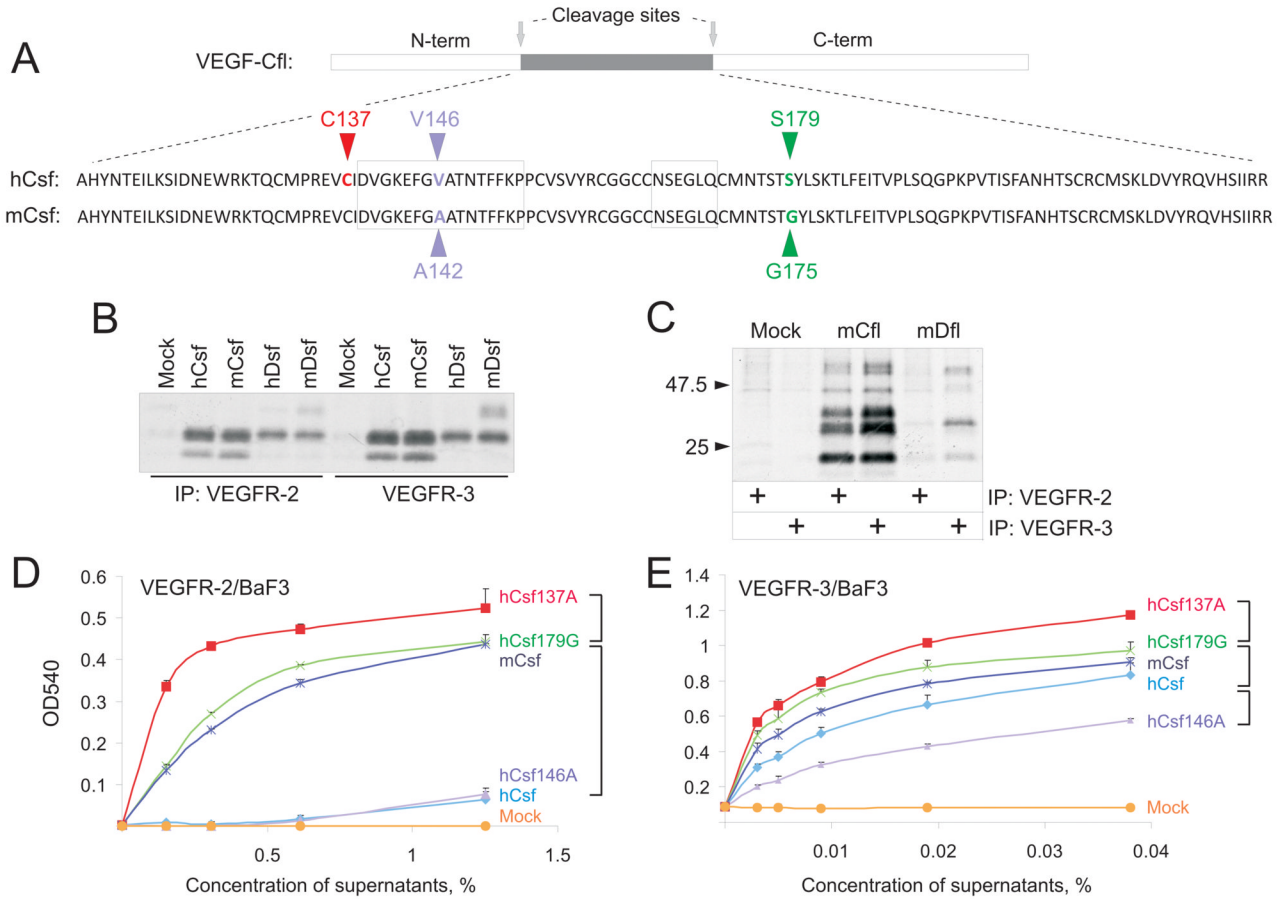 A
Cleavage sites
N-term
C-term
VEGF-Cfl:
C137
V146
S179
hCsf: AHYNTEILKSIDNEWRKTQCMPREVCIDVGKEFGVATNTFFKPPCVSVYRCGGCCNSEGLQCMNTSTSYLSKTLFEITVPLSQGPKPVTISFANHTSCRCMSKLDVYRQVHSIIRR
mCsf: AHYNTEILKSIDNEWRKTQCMPREVCIDVGKEFGAATNTFFKPPCVSVYRCGGCCNSEGLQCMNTSTGYLSKTLFEITVPLSQGPKPVTISFANHTSCRCMSKLDVYRQVHSIIRR
A142
G175
B
Mock hCsf mCsf hDsf mDsf Mock hCsf mCsf hDsf mDsf
IP: VEGFR-2
VEGFR-3
C
Mock mCfl mDfl
47.5
25
+ + + IP: VEGFR-2
+ + + IP: VEGFR-3
D
VEGFR-2/BaF3
OD540
0.6
0.5
0.4
0.3
0.2
0.1
hCsf137A
hCsf179G
mCsf
hCsf146A
hCsf
Mock
0.5 1 1.5
Concentration of supernatants, %
E
VEGFR-3/BaF3
1.4
1.2
1
0.8
0.6
0.4
0.2
hCsf137A
hCsf179G
mCsf
hCsf
hCsf146A
Mock
0.01 0.02 0.03 0.04
Concentration of supernatants, %